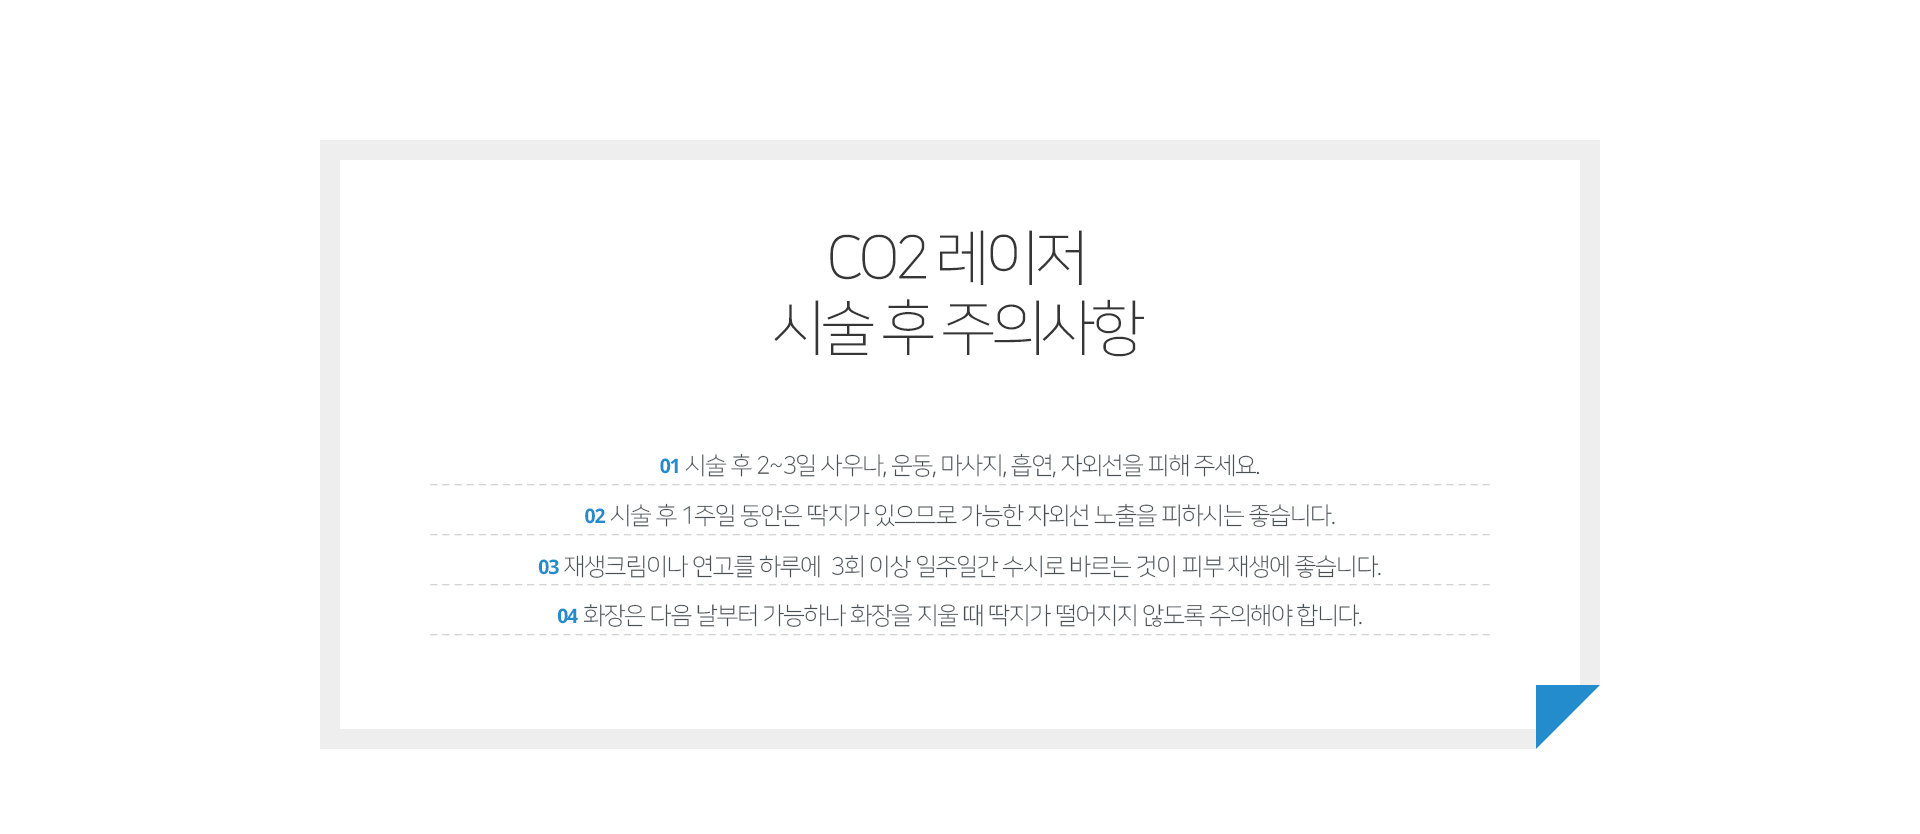 CO2 레이저
시술 후 주의사항
01 시술 후 2~3일 사우나, 운동, 마사지, 흡연, 자외선을 피해 주세요.
02 시술 후 1주일 동안은 딱지가 있으므로 가능한 자외선 노출을 피하시는 좋습니다.
03 재생크림이나 연고를 하루에 3회 이상 일주일간 수시로 바르는 것이 피부 재생에 좋습니다.
04 화장은 다음 날부터 가능하나 화장을 지울 때 딱지가 떨어지지 않도록 주의해야 합니다.